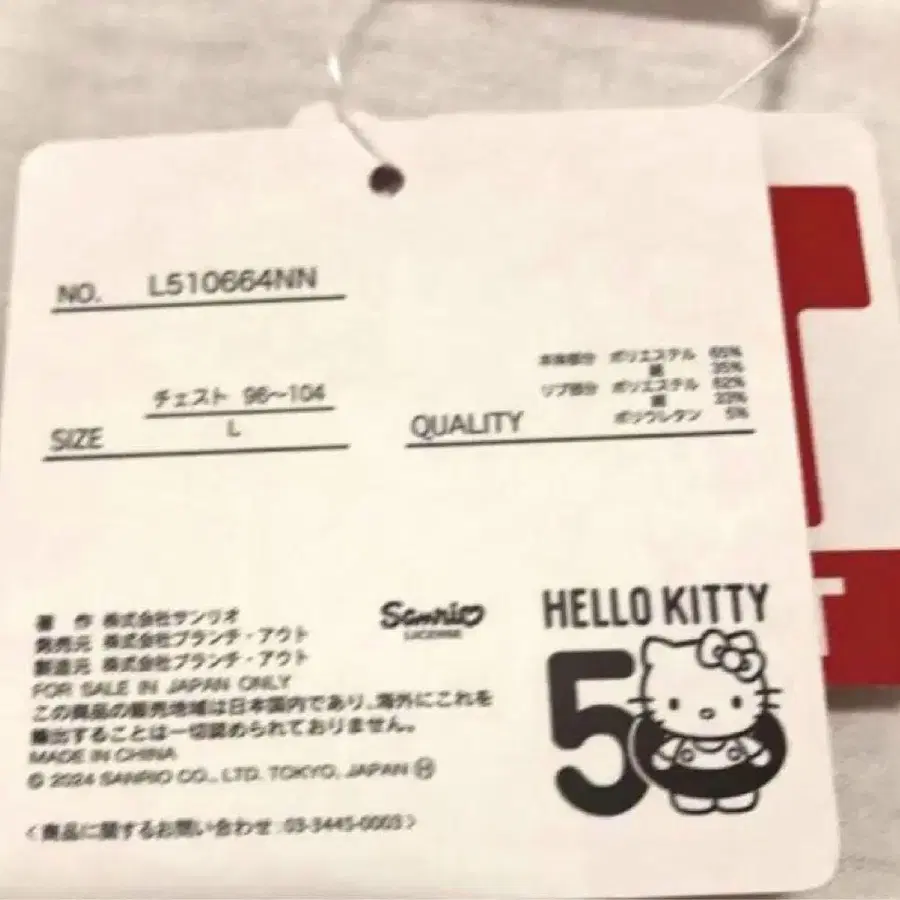 NO. L510664NN
チェスト 96~104
SIZE L
本体部分 ポリエステル 65%
綿 35%
リブ部分 ポリエステル 62%
綿 33%
ポリウレタン 5%
QUALITY
著 作 株式会社サンリオ
発売元 株式会社ブランチ・アウト
製造元 株式会社ブランチ・アウト
FOR SALE IN JAPAN ONLY
この商品の販売地域は日本国内であり、海外にこれを
輸出することは一切認められておりません。
MADE IN CHINA
© 2024 SANRIO CO., LTD. TOKYO, JAPAN Ⓗ
<商品に関するお問い合わせ:03-3445-0003>
Sanrio
LICENSE
HELLO KITTY
50